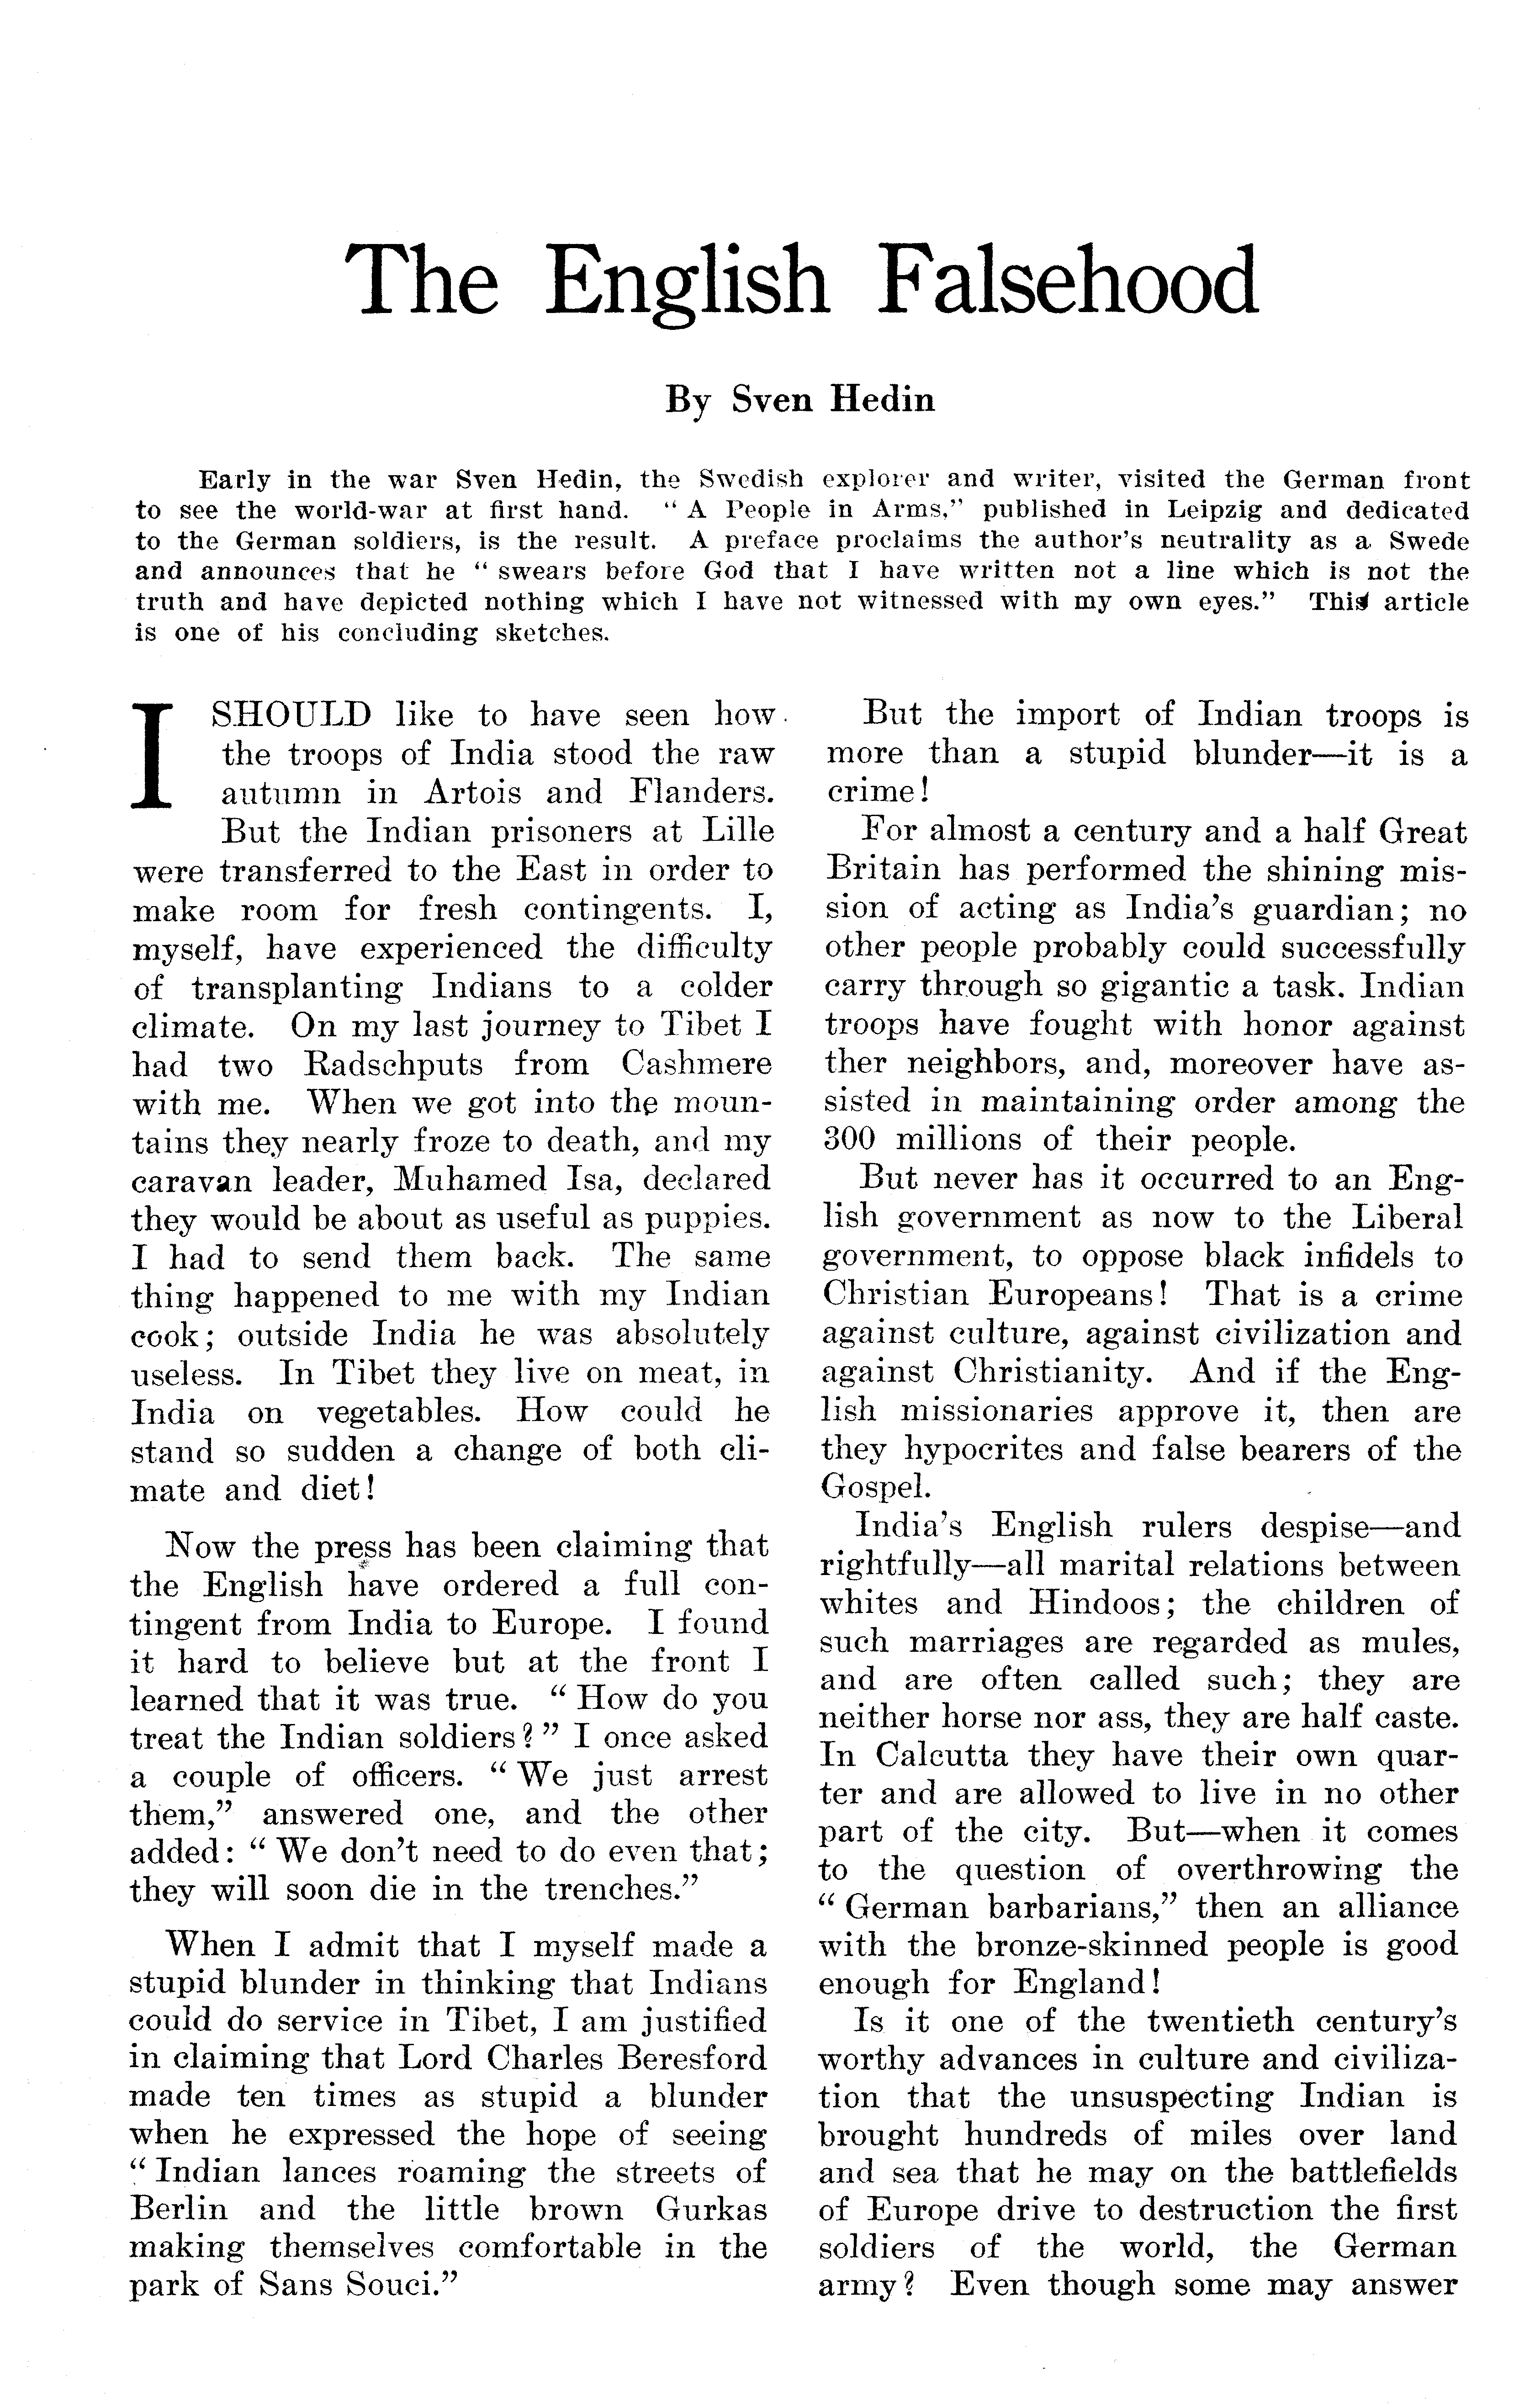 The English Falsehood
By Sven Hedin
Early in the war Sven Hedin, the Swedish explorer and writer, visited the German front
to see the world-war at first hand. “A People in Arms,” published in Leipzig and dedicated
to the German soldiers, is the result. A preface proclaims the author’s neutrality as a Swede
and announces that he “swears before God that I have written not a line which is not the
truth and have depicted nothing which I have not witnessed with my own eyes.” This article
is one of his concluding sketches.
I SHOULD like to have seen how
the troops of India stood the raw
autumn in Artois and Flanders.
But the Indian prisoners at Lille
were transferred to the East in order to
make room for fresh contingents. I,
myself, have experienced the difficulty
of transplanting Indians to a colder
climate. On my last journey to Tibet I
had two Radschputs from Cashmere
with me. When we got into the moun-
tains they nearly froze to death, and my
caravan leader, Muhamed Isa, declared
they would be about as useful as puppies.
I had to send them back. The same
thing happened to me with my Indian
cook; outside India he was absolutely
useless. In Tibet they live on meat, in
India on vegetables. How could he
stand so sudden a change of both cli-
mate and diet!
Now the press has been claiming that
the English have ordered a full con-
tingent from India to Europe. I found
it hard to believe but at the front I
learned that it was true. “How do you
treat the Indian soldiers?” I once asked
a couple of officers. “We just arrest
them,” answered one, and the other
added: “We don’t need to do even that;
they will soon die in the trenches.”
When I admit that I myself made a
stupid blunder in thinking that Indians
could do service in Tibet, I am justified
in claiming that Lord Charles Beresford
made ten times as stupid a blunder
when he expressed the hope of seeing
“Indian lances roaming the streets of
Berlin and the little brown Gurkas
making themselves comfortable in the
park of Sans Souci.”
But the import of Indian troops is
more than a stupid blunder—it is a
crime!
For almost a century and a half Great
Britain has performed the shining mis-
sion of acting as India’s guardian; no
other people probably could successfully
carry through so gigantic a task. Indian
troops have fought with honor against
ther neighbors, and, moreover have as-
sisted in maintaining order among the
300 millions of their people.
But never has it occurred to an Eng-
lish government as now to the Liberal
government, to oppose black infidels to
Christian Europeans! That is a crime
against culture, against civilization and
against Christianity. And if the Eng-
lish missionaries approve it, then are
they hypocrites and false bearers of the
Gospel.
India’s English rulers despise—and
rightfully—all marital relations between
whites and Hindoos; the children of
such marriages are regarded as mules,
and are often called such; they are
neither horse nor ass, they are half caste.
In Calcutta they have their own quar-
ter and are allowed to live in no other
part of the city. But—when it comes
to the question of overthrowing the
“German barbarians,” then an alliance
with the bronze-skinned people is good
enough for England!
Is it one of the twentieth century’s
worthy advances in culture and civiliza-
tion that the unsuspecting Indian is
brought hundreds of miles over land
and sea that he may on the battlefields
of Europe drive to destruction the first
soldiers of the world, the German
army? Even though some may answer